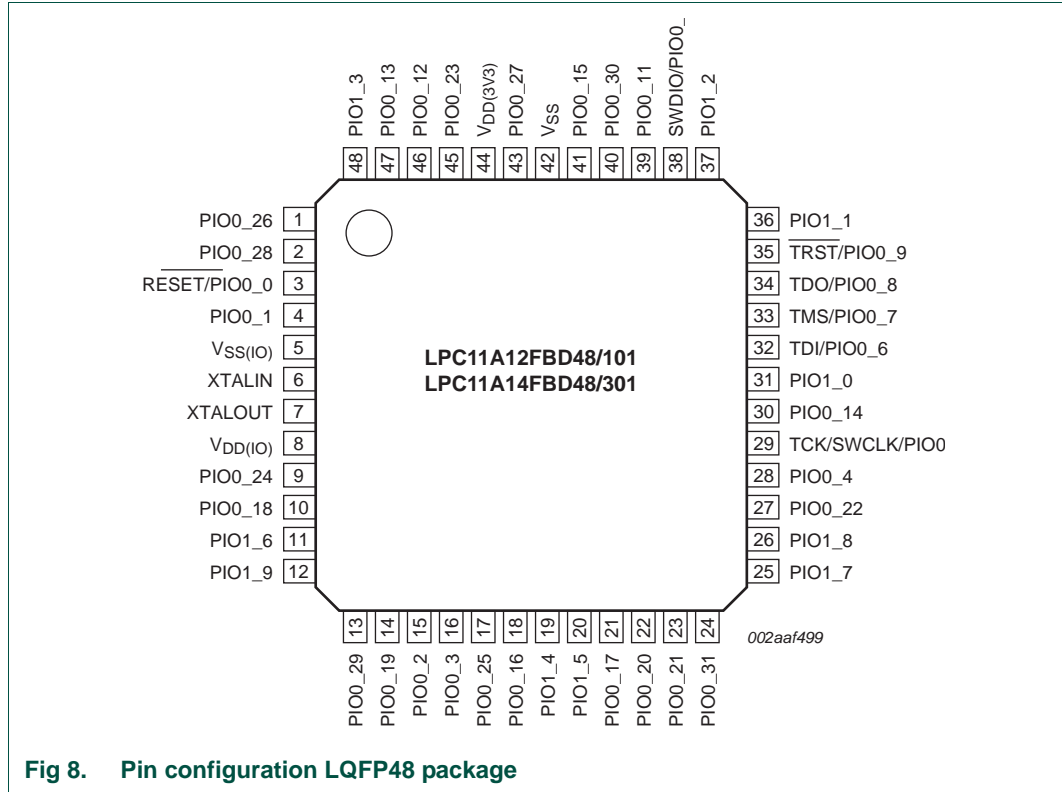 PIO1_3
PIO0_13
PIO0_12
PIO0_23
VDD(3V3)
PIO0_27
VSS
PIO0_15
PIO0_30
PIO0_11
SWDIO/PIO0_
PIO1_2
48
47
46
45
44
43
42
41
40
39
38
37
PIO0_26 1
PIO0_28 2
RESET/PIO0_0 3
PIO0_1 4
VSS(IO) 5
XTALIN 6
XTALOUT 7
VDD(IO) 8
PIO0_24 9
PIO0_18 10
PIO1_6 11
PIO1_9 12
LPC11A12FBD48/101
LPC11A14FBD48/301
36 PIO1_1
35 TRST/PIO0_9
34 TDO/PIO0_8
33 TMS/PIO0_7
32 TDI/PIO0_6
31 PIO1_0
30 PIO0_14
29 TCK/SWCLK/PIO0
28 PIO0_4
27 PIO0_22
26 PIO1_8
25 PIO1_7
13
14
15
16
17
18
19
20
21
22
23
24
PIO0_29
PIO0_19
PIO0_2
PIO0_3
PIO0_25
PIO0_16
PIO1_4
PIO1_5
PIO0_17
PIO0_20
PIO0_21
PIO0_31
002aaf499
Fig 8. Pin configuration LQFP48 package